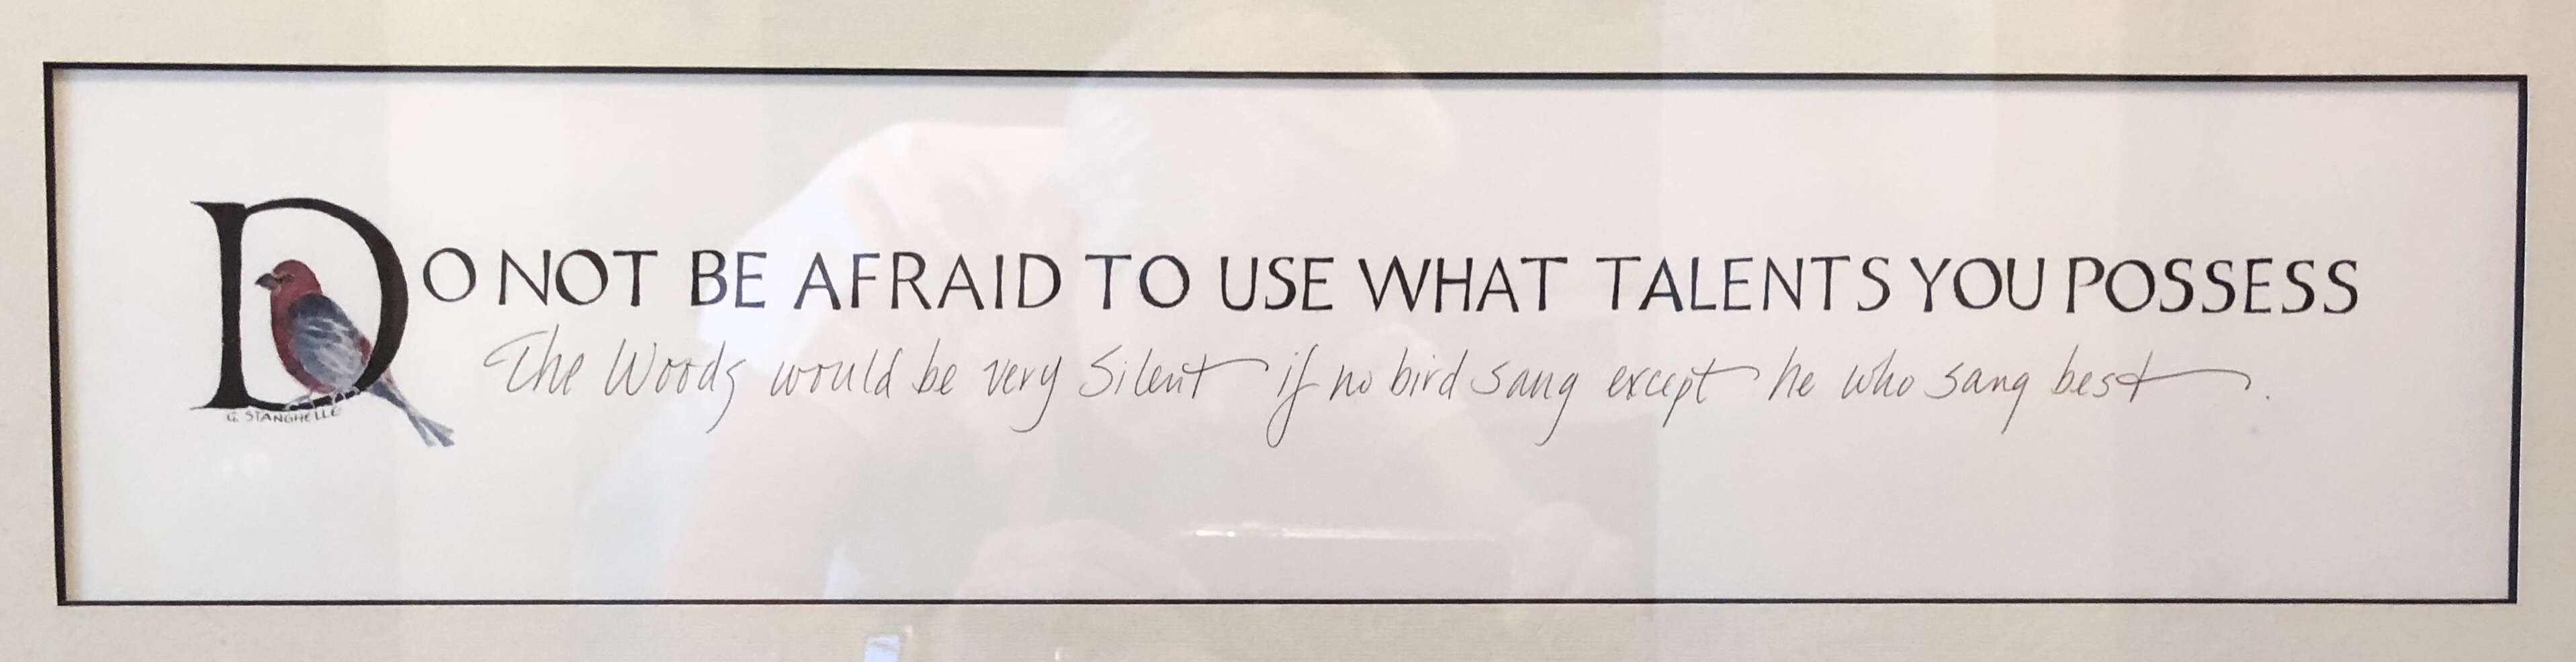 DO NOT BE AFRAID TO USE WHAT TALENTS YOU POSSESS
The Woods would be very Silent if no bird sang except he who sang best.
G. STANGHELLE